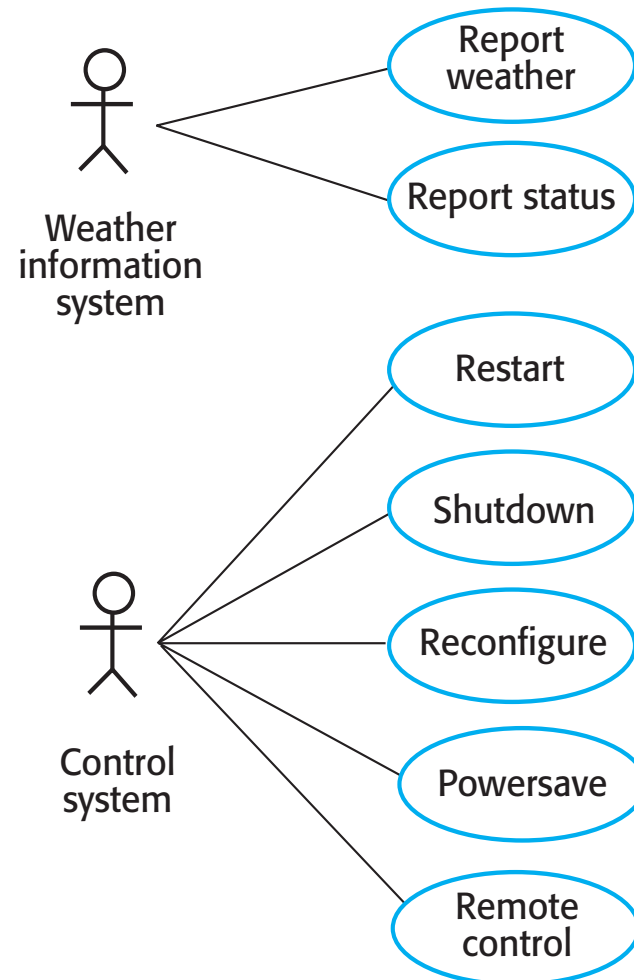 Report
weather
Report status
Weather
information
system
Restart
Shutdown
Reconfigure
Control
system
Powersave
Remote
control